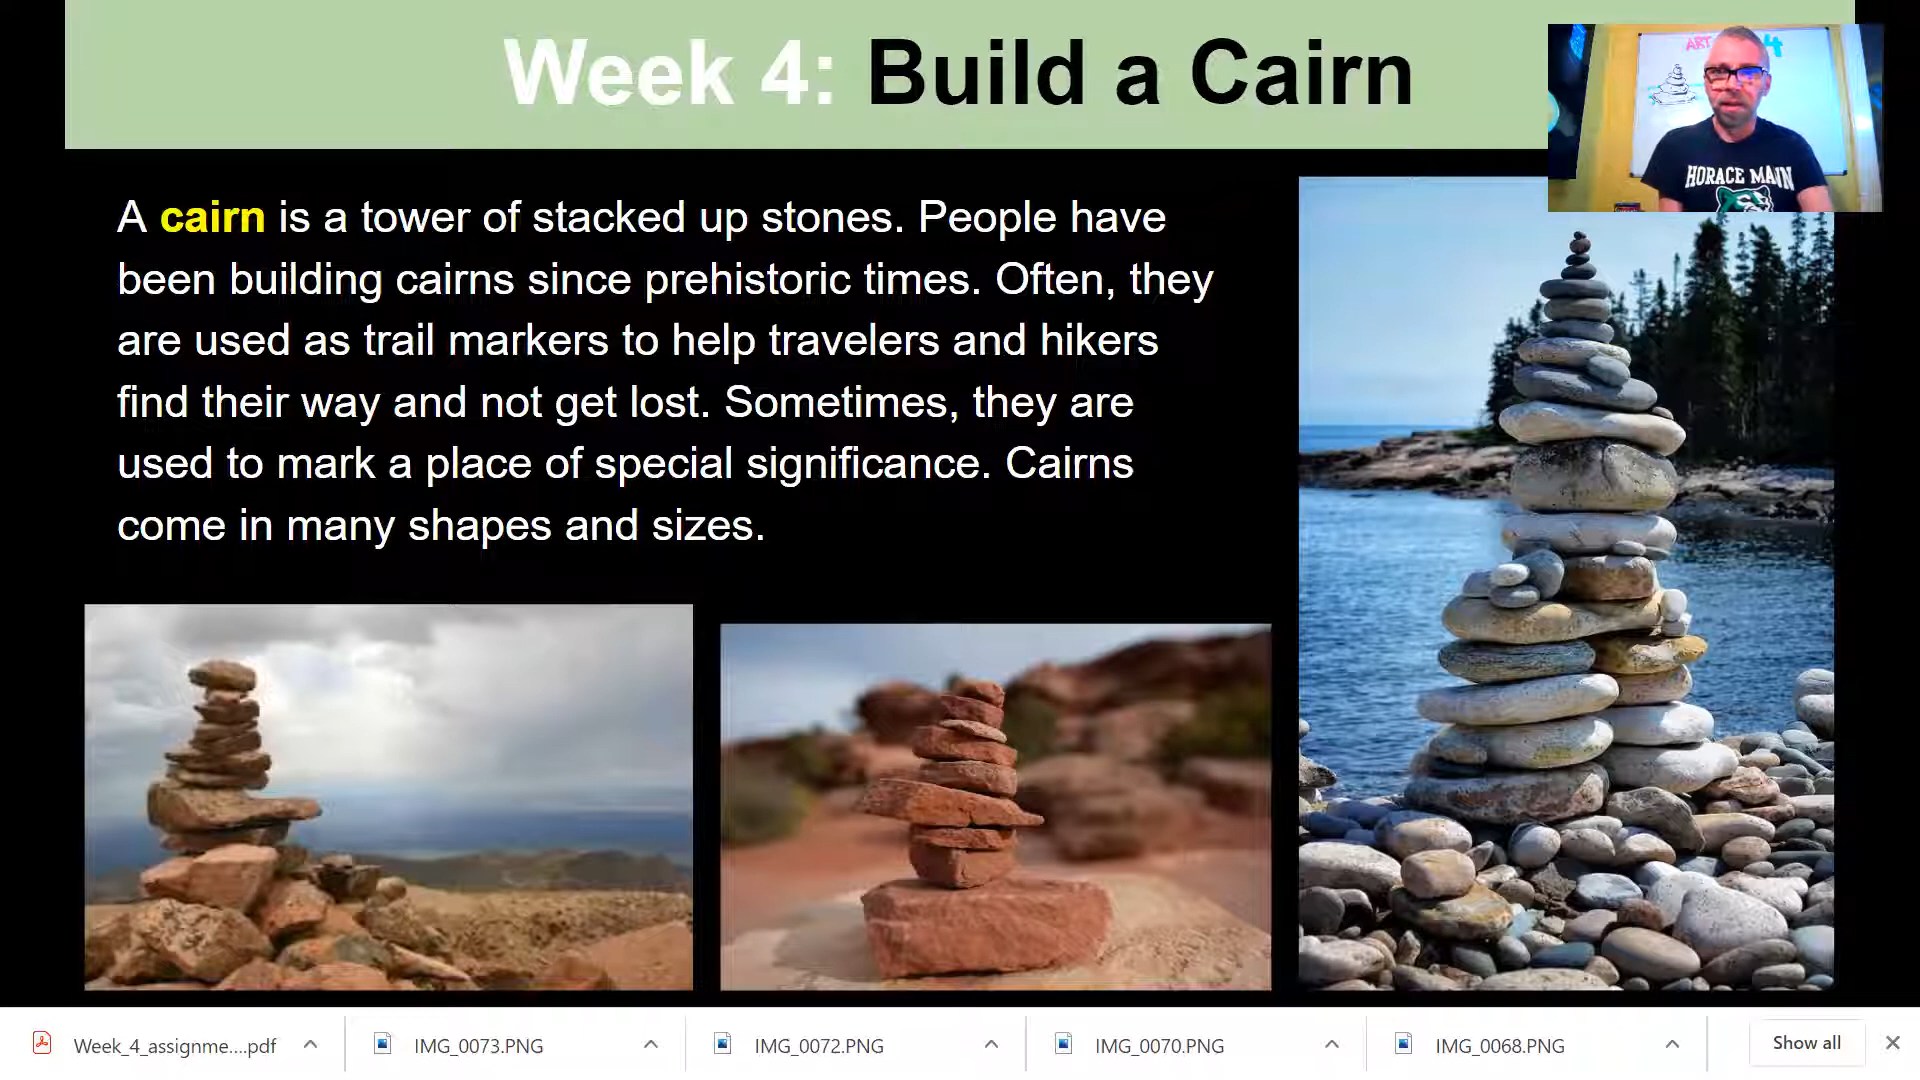 Week 4: Build a Cairn
ART 4
HORACE MANN
A cairn is a tower of stacked up stones. People have
been building cairns since prehistoric times. Often, they
are used as trail markers to help travelers and hikers
find their way and not get lost. Sometimes, they are
used to mark a place of special significance. Cairns
come in many shapes and sizes.
Week_4_assignme....pdf
IMG_0073.PNG
IMG_0072.PNG
IMG_0070.PNG
IMG_0068.PNG
Show all